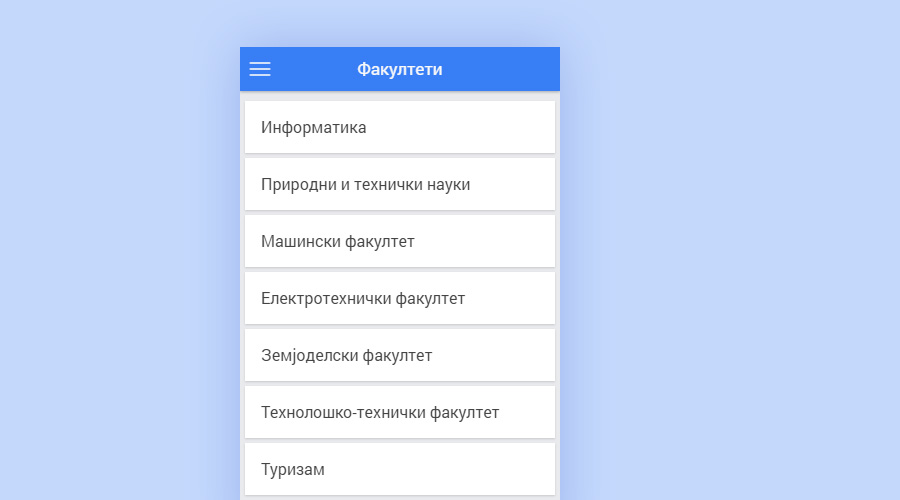 Факултети
Информатика
Природни и технички науки
Машински факултет
Електротехнички факултет
Земјоделски факултет
Технолошко-технички факултет
Туризам